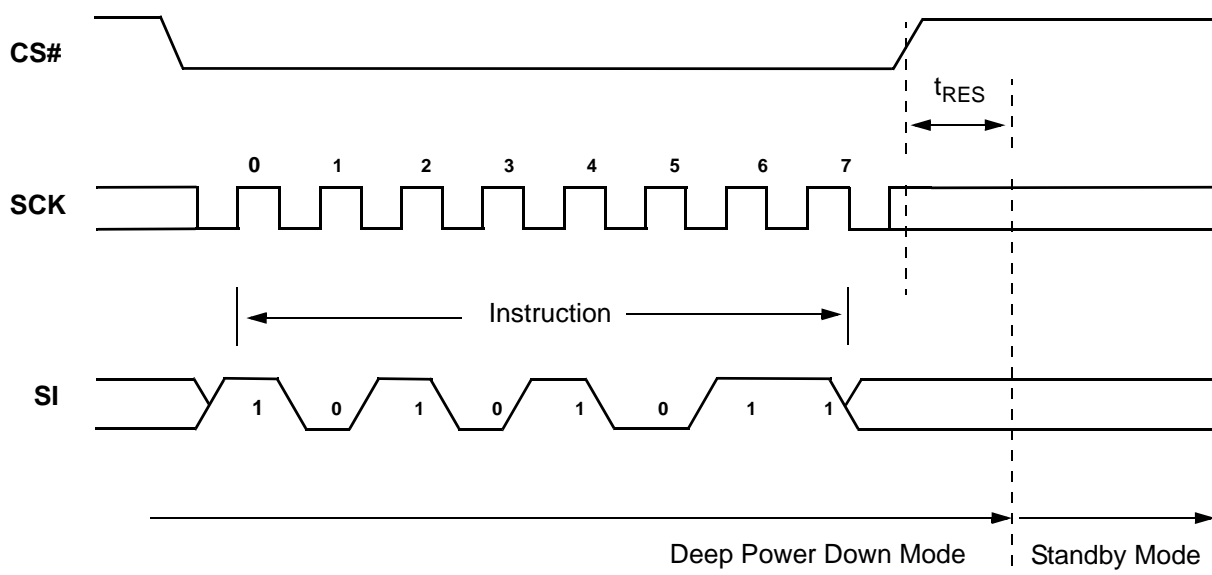 CS#
tRES
0 1 2 3 4 5 6 7
SCK
Instruction
SI
1 0 1 0 1 0 1 1
Deep Power Down Mode Standby Mode